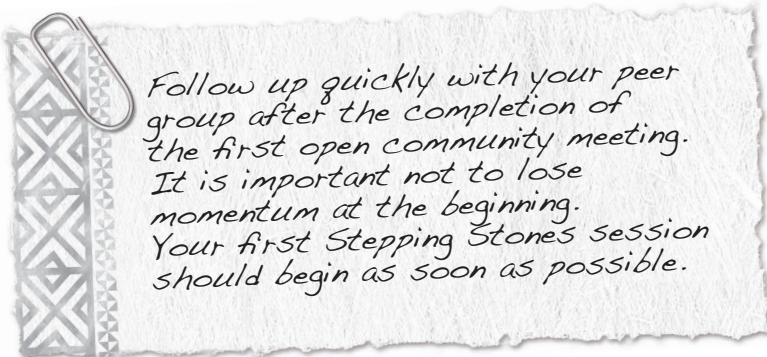 Follow up quickly with your peer
group after the completion of
the first open community meeting.
It is important not to lose
momentum at the beginning.
Your first Stepping Stones session
should begin as soon as possible.